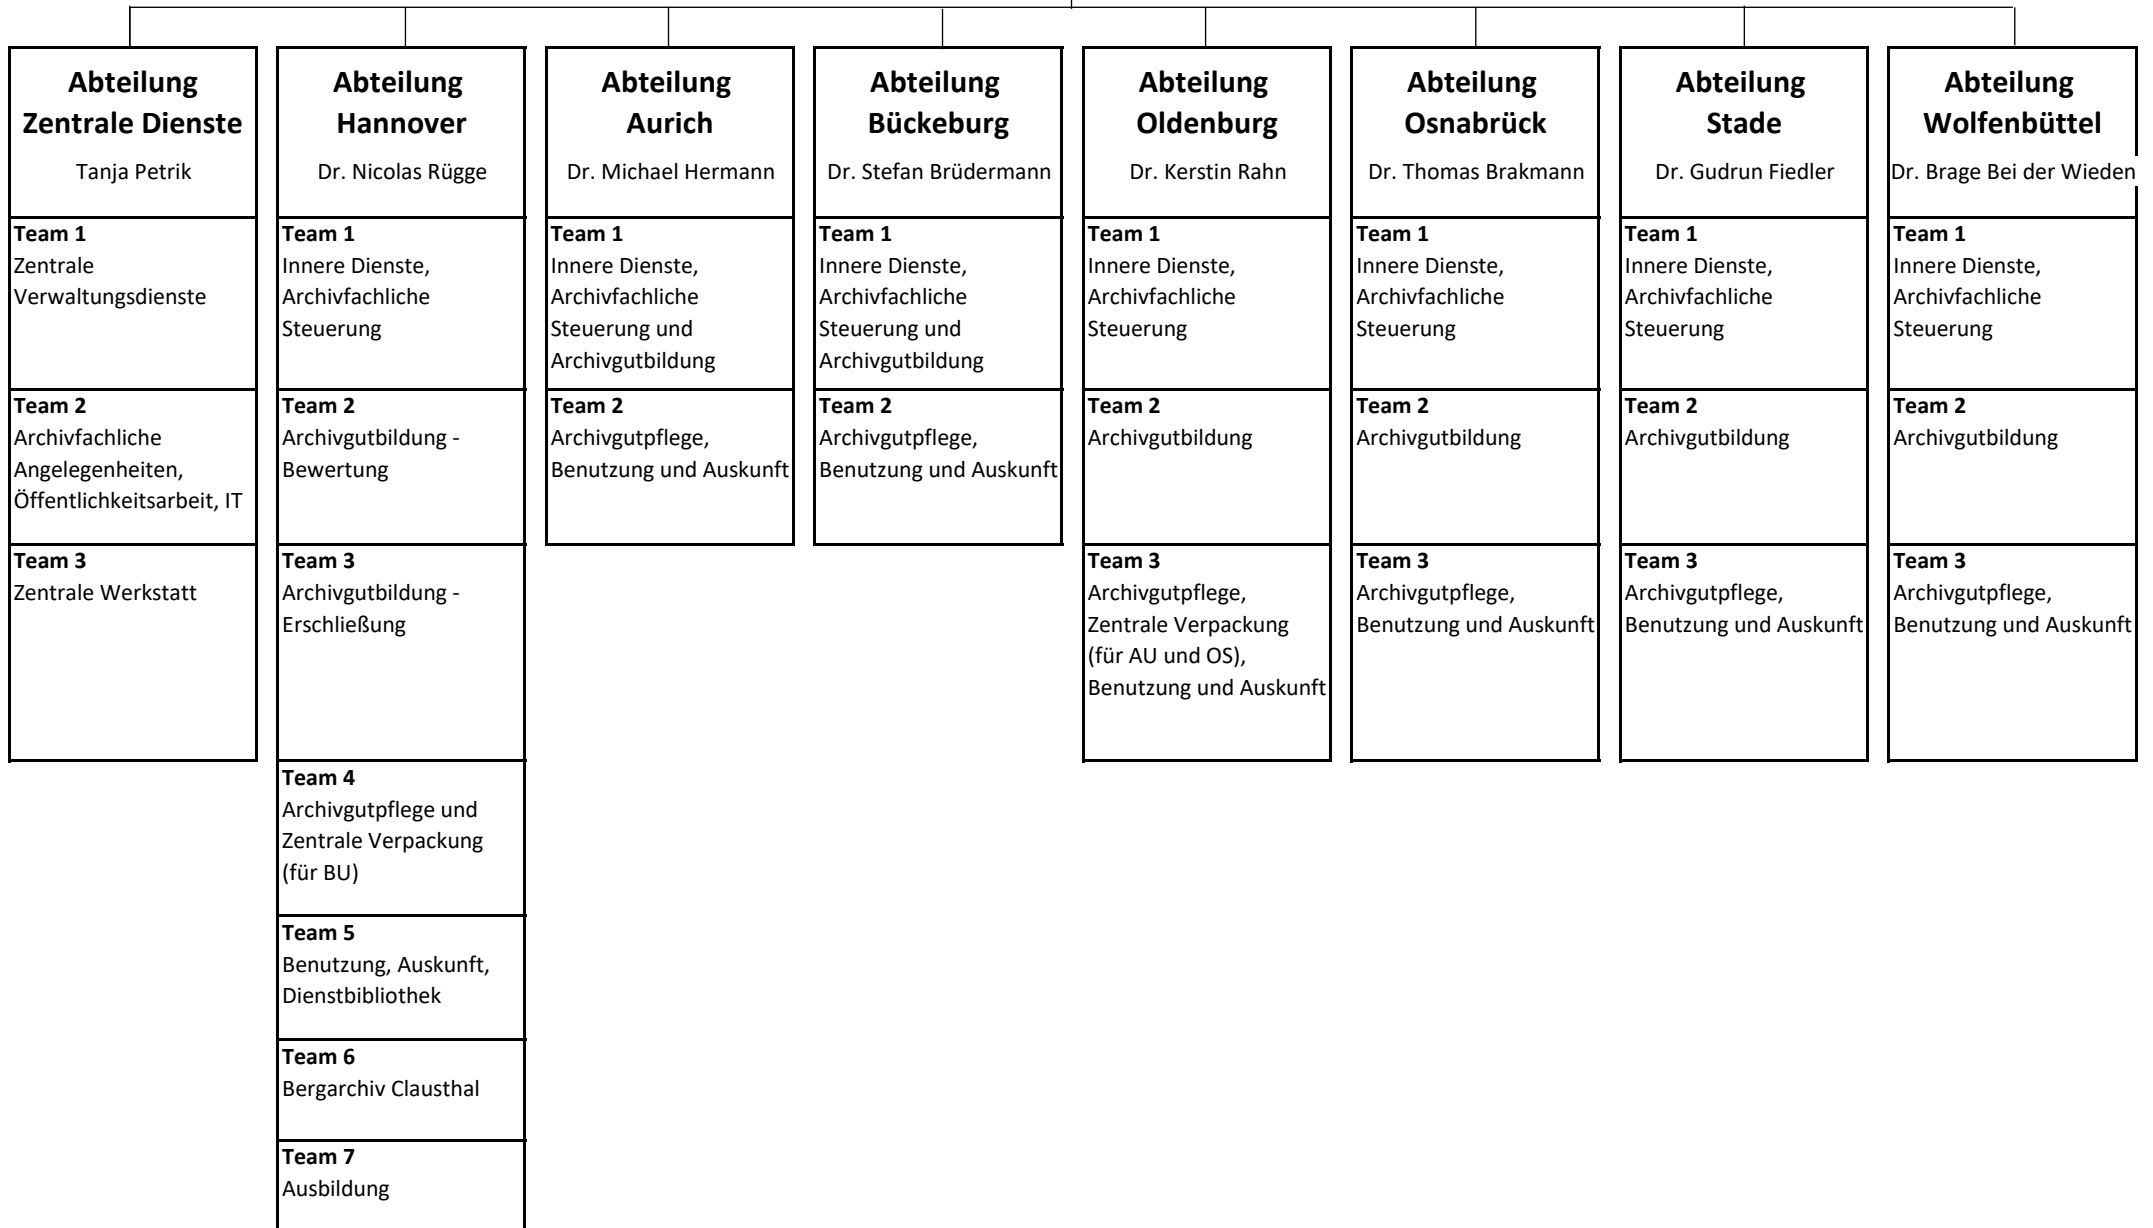 Abteilung
Zentrale Dienste
Tanja Petrik
Team 1
Zentrale
Verwaltungsdienste
Team 2
Archivfachliche
Angelegenheiten,
Öffentlichkeitsarbeit, IT
Team 3
Zentrale Werkstatt
Abteilung
Hannover
Dr. Nicolas Rügge
Team 1
Innere Dienste,
Archivfachliche
Steuerung
Team 2
Archivgutbildung -
Bewertung
Team 3
Archivgutbildung -
Erschließung
Team 4
Archivgutpflege und
Zentrale Verpackung
(für BU)
Team 5
Benutzung, Auskunft,
Dienstbibliothek
Team 6
Bergarchiv Clausthal
Team 7
Ausbildung
Abteilung
Aurich
Dr. Michael Hermann
Team 1
Innere Dienste,
Archivfachliche
Steuerung und
Archivgutbildung
Team 2
Archivgutpflege,
Benutzung und Auskunft
Abteilung
Bückeburg
Dr. Stefan Brüdermann
Team 1
Innere Dienste,
Archivfachliche
Steuerung und
Archivgutbildung
Team 2
Archivgutpflege,
Benutzung und Auskunft
Abteilung
Oldenburg
Dr. Kerstin Rahn
Team 1
Innere Dienste,
Archivfachliche
Steuerung
Team 2
Archivgutbildung
Team 3
Archivgutpflege,
Zentrale Verpackung
(für AU und OS),
Benutzung und Auskunft
Abteilung
Osnabrück
Dr. Thomas Brakmann
Team 1
Innere Dienste,
Archivfachliche
Steuerung
Team 2
Archivgutbildung
Team 3
Archivgutpflege,
Benutzung und Auskunft
Abteilung
Stade
Dr. Gudrun Fiedler
Team 1
Innere Dienste,
Archivfachliche
Steuerung
Team 2
Archivgutbildung
Team 3
Archivgutpflege,
Benutzung und Auskunft
Abteilung
Wolfenbüttel
Dr. Brage Bei der Wieden
Team 1
Innere Dienste,
Archivfachliche
Steuerung
Team 2
Archivgutbildung
Team 3
Archivgutpflege,
Benutzung und Auskunft